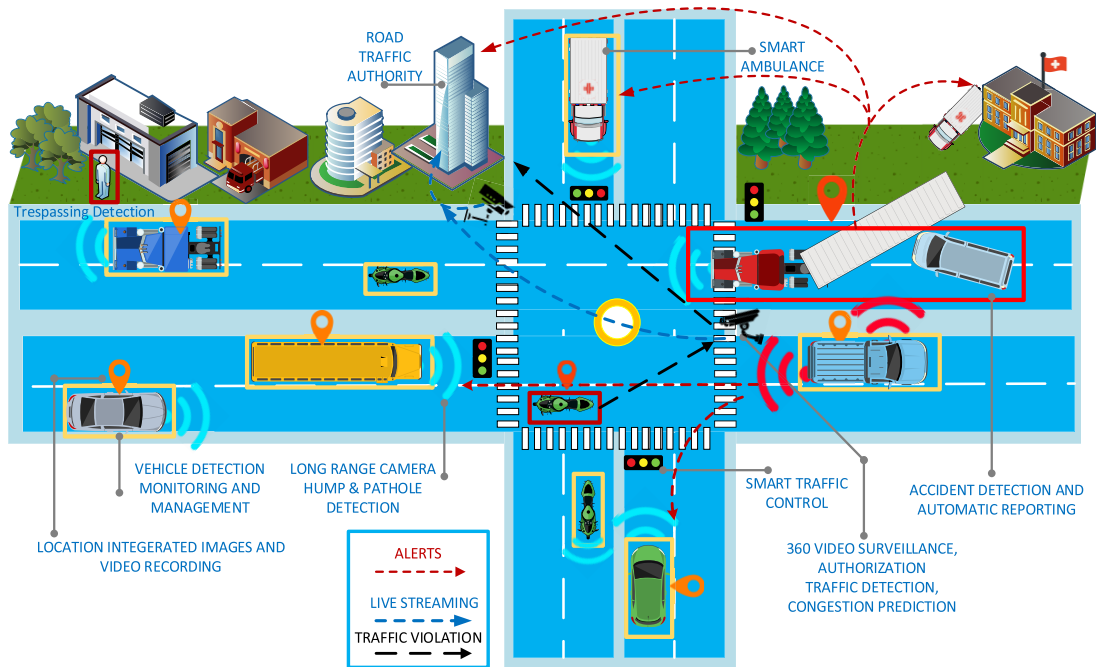 ROAD
TRAFFIC
AUTHORITY
SMART
AMBULANCE
Trespassing Detection
VEHICLE DETECTION
MONITORING AND
MANAGEMENT
LONG RANGE CAMERA
HUMP & PATHOLE
DETECTION
SMART TRAFFIC
CONTROL
ACCIDENT DETECTION AND
AUTOMATIC REPORTING
LOCATION INTEGERATED IMAGES AND
VIDEO RECORDING
360 VIDEO SURVEILLANCE,
AUTHORIZATION
TRAFFIC DETECTION,
CONGESTION PREDICTION
ALERTS
LIVE STREAMING
TRAFFIC VIOLATION